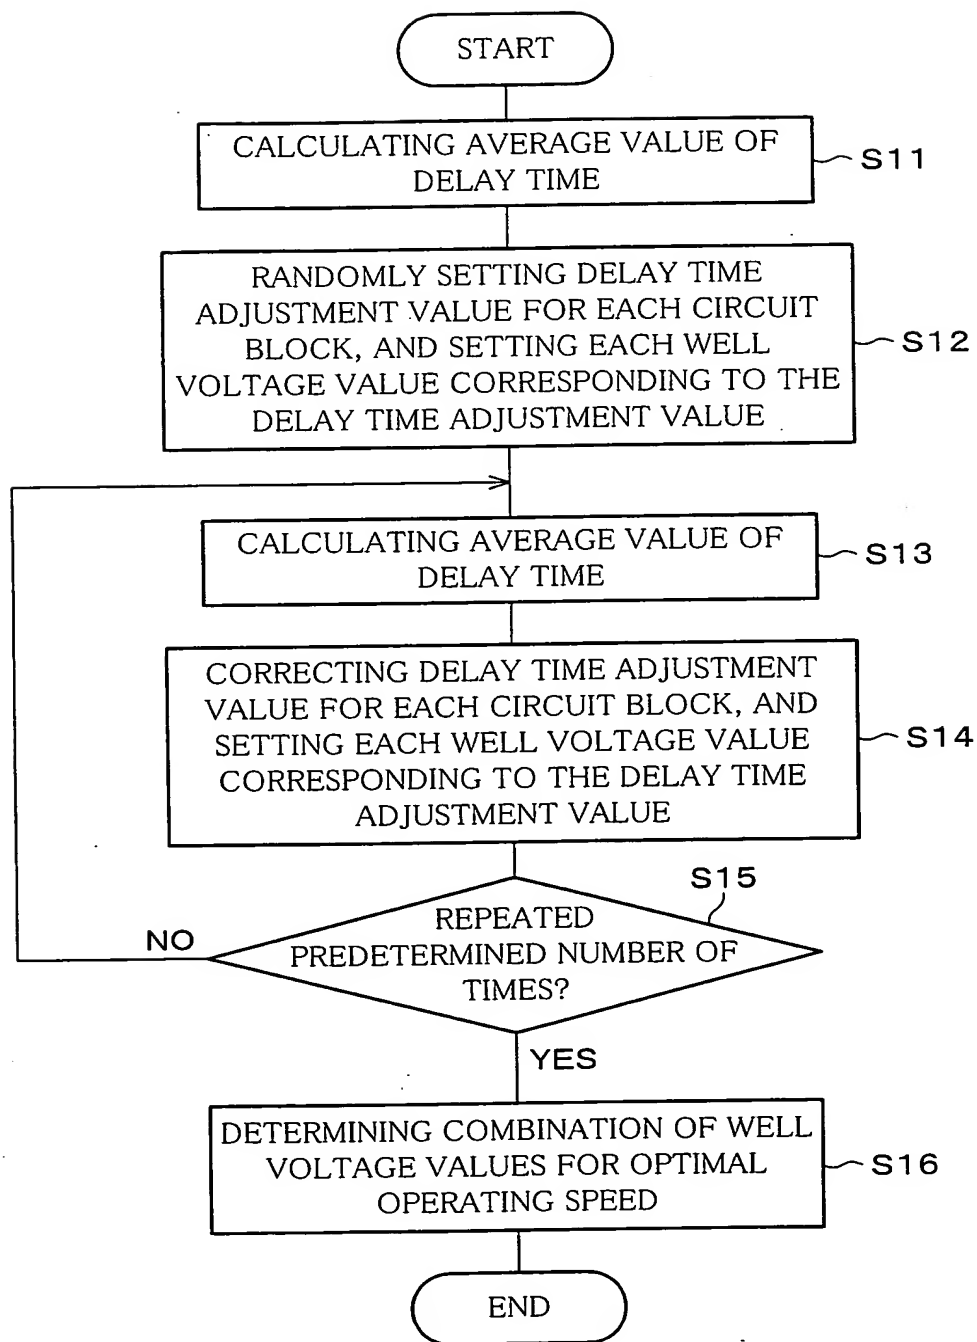 START
CALCULATING AVERAGE VALUE OF
DELAY TIME
S11
RANDOMLY SETTING DELAY TIME
ADJUSTMENT VALUE FOR EACH CIRCUIT
BLOCK, AND SETTING EACH WELL
VOLTAGE VALUE CORRESPONDING TO THE
DELAY TIME ADJUSTMENT VALUE
S12
CALCULATING AVERAGE VALUE OF
DELAY TIME
S13
CORRECTING DELAY TIME ADJUSTMENT
VALUE FOR EACH CIRCUIT BLOCK, AND
SETTING EACH WELL VOLTAGE VALUE
CORRESPONDING TO THE DELAY TIME
ADJUSTMENT VALUE
S14
S15
REPEATED
PREDETERMINED NUMBER OF
TIMES?
NO
YES
DETERMINING COMBINATION OF WELL
VOLTAGE VALUES FOR OPTIMAL
OPERATING SPEED
S16
END